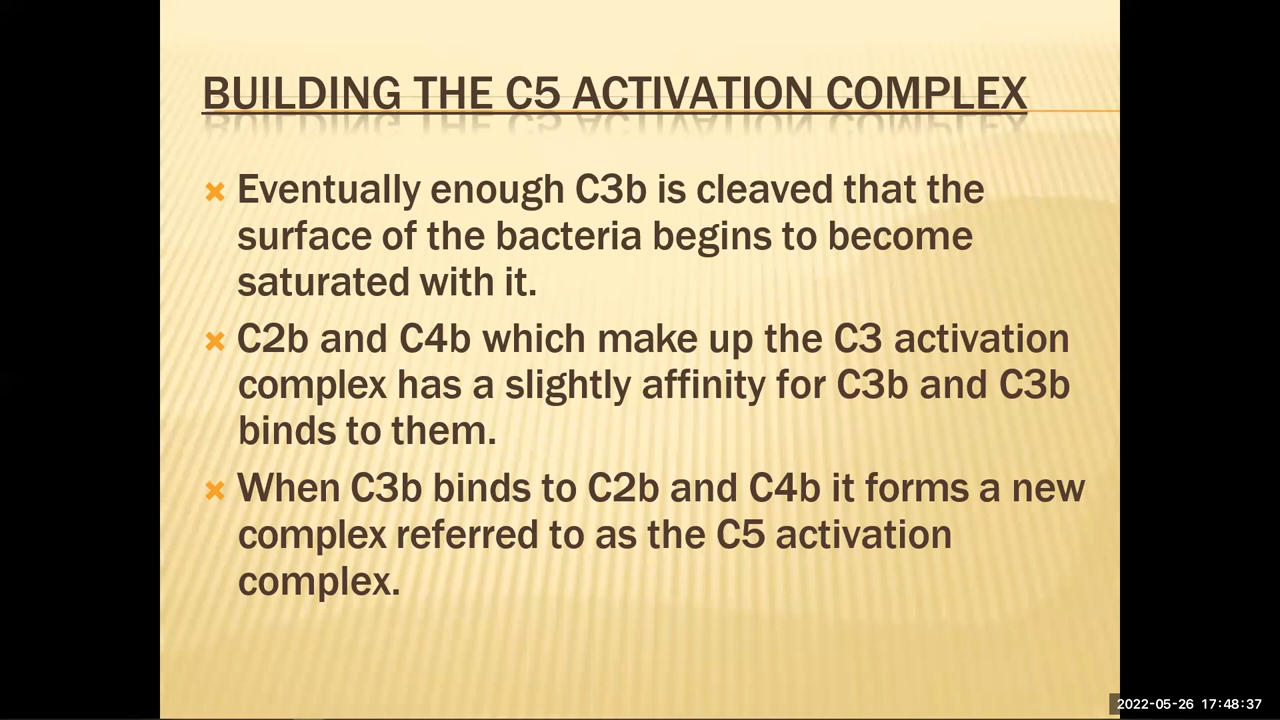 BUILDING THE C5 ACTIVATION COMPLEX
Eventually enough C3b is cleaved that the
surface of the bacteria begins to become
saturated with it.
C2b and C4b which make up the C3 activation
complex has a slightly affinity for C3b and C3b
binds to them.
When C3b binds to C2b and C4b it forms a new
complex referred to as the C5 activation
complex.
2022-05-26 17:48:37